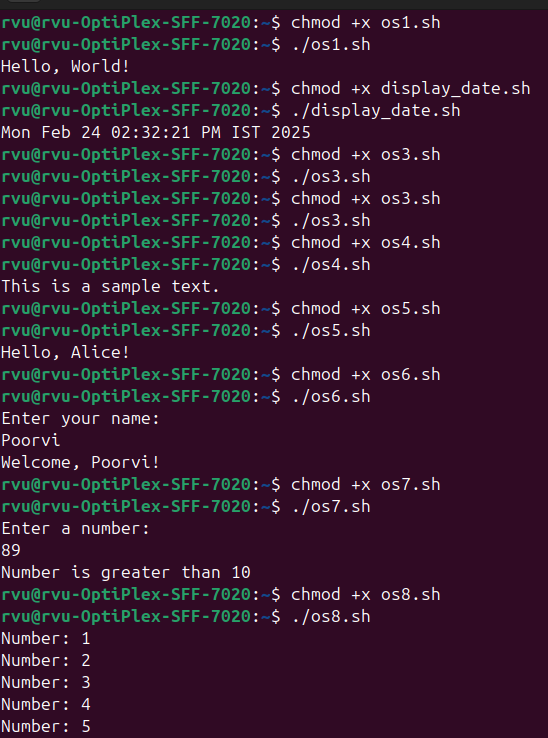 rvu@rvu-OptiPlex-SFF-7020:~$ chmod +x os1.sh
rvu@rvu-OptiPlex-SFF-7020:~$ ./os1.sh
Hello, World!
rvu@rvu-OptiPlex-SFF-7020:~$ chmod +x display_date.sh
rvu@rvu-OptiPlex-SFF-7020:~$ ./display_date.sh
Mon Feb 24 02:32:21 PM IST 2025
rvu@rvu-OptiPlex-SFF-7020:~$ chmod +x os3.sh
rvu@rvu-OptiPlex-SFF-7020:~$ ./os3.sh
rvu@rvu-OptiPlex-SFF-7020:~$ chmod +x os3.sh
rvu@rvu-OptiPlex-SFF-7020:~$ ./os3.sh
rvu@rvu-OptiPlex-SFF-7020:~$ chmod +x os4.sh
rvu@rvu-OptiPlex-SFF-7020:~$ ./os4.sh
This is a sample text.
rvu@rvu-OptiPlex-SFF-7020:~$ chmod +x os5.sh
rvu@rvu-OptiPlex-SFF-7020:~$ ./os5.sh
Hello, Alice!
rvu@rvu-OptiPlex-SFF-7020:~$ chmod +x os6.sh
rvu@rvu-OptiPlex-SFF-7020:~$ ./os6.sh
Enter your name:
Poorvi
Welcome, Poorvi!
rvu@rvu-OptiPlex-SFF-7020:~$ chmod +x os7.sh
rvu@rvu-OptiPlex-SFF-7020:~$ ./os7.sh
Enter a number:
89
Number is greater than 10
rvu@rvu-OptiPlex-SFF-7020:~$ chmod +x os8.sh
rvu@rvu-OptiPlex-SFF-7020:~$ ./os8.sh
Number: 1
Number: 2
Number: 3
Number: 4
Number: 5